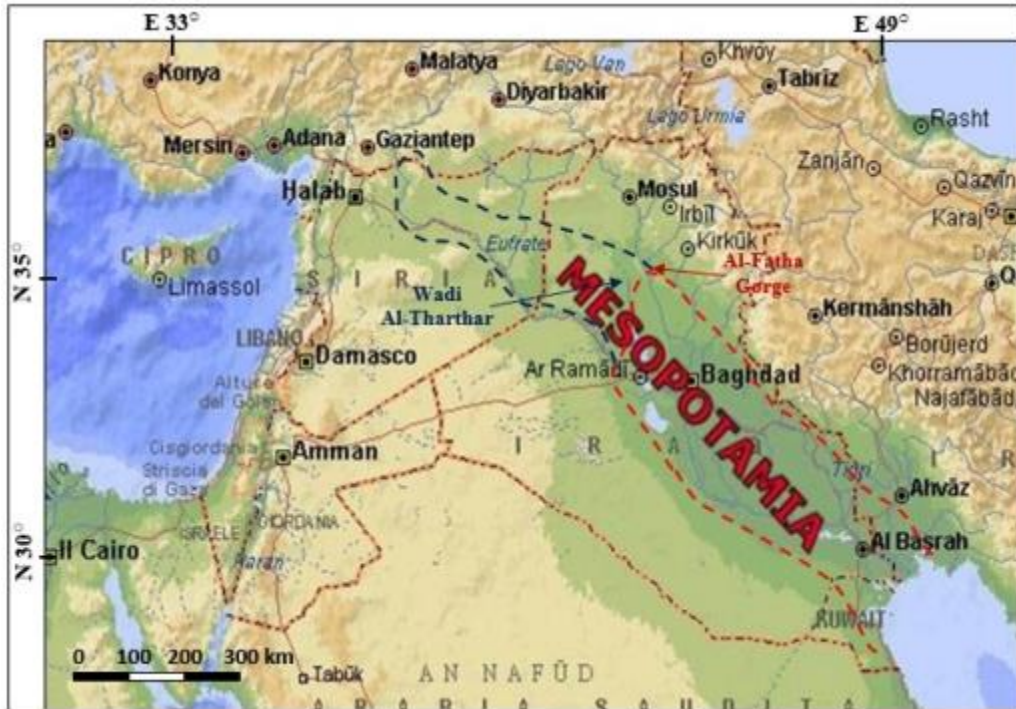 E 33°
E 49°
Konya
Malatya
Lago Van
Khvoy
Tabriz
Diyarbakir
Lago Urmia
Rasht
Mersin
Adana
Gaziantep
Zanjān
Qazvīn
Halab
Mosul
Irbīl
Karaj
Kirkūk
CIPRO
Eufrate
Al-Fatha
Gorge
N 35°
Limassol
SIRIA
Wadi
Al-Tharthar
MESOPOTAMIA
Kermānshāh
LIBANO
Borūjerd
Damasco
Ar Ramādī
Baghdad
Khorramābād
Najafābād
Alture
del Golan
Cisgiordania
Amman
IRAQ
Tigri
Striscia
di Gaza
Ahvāz
ISRAELE
GIORDANIA
N 30°
Il Cairo
Al Başrah
KUWAIT
0 100 200 300 km
Tabūk
AN NAFŪD
ARABIA SAUDITA